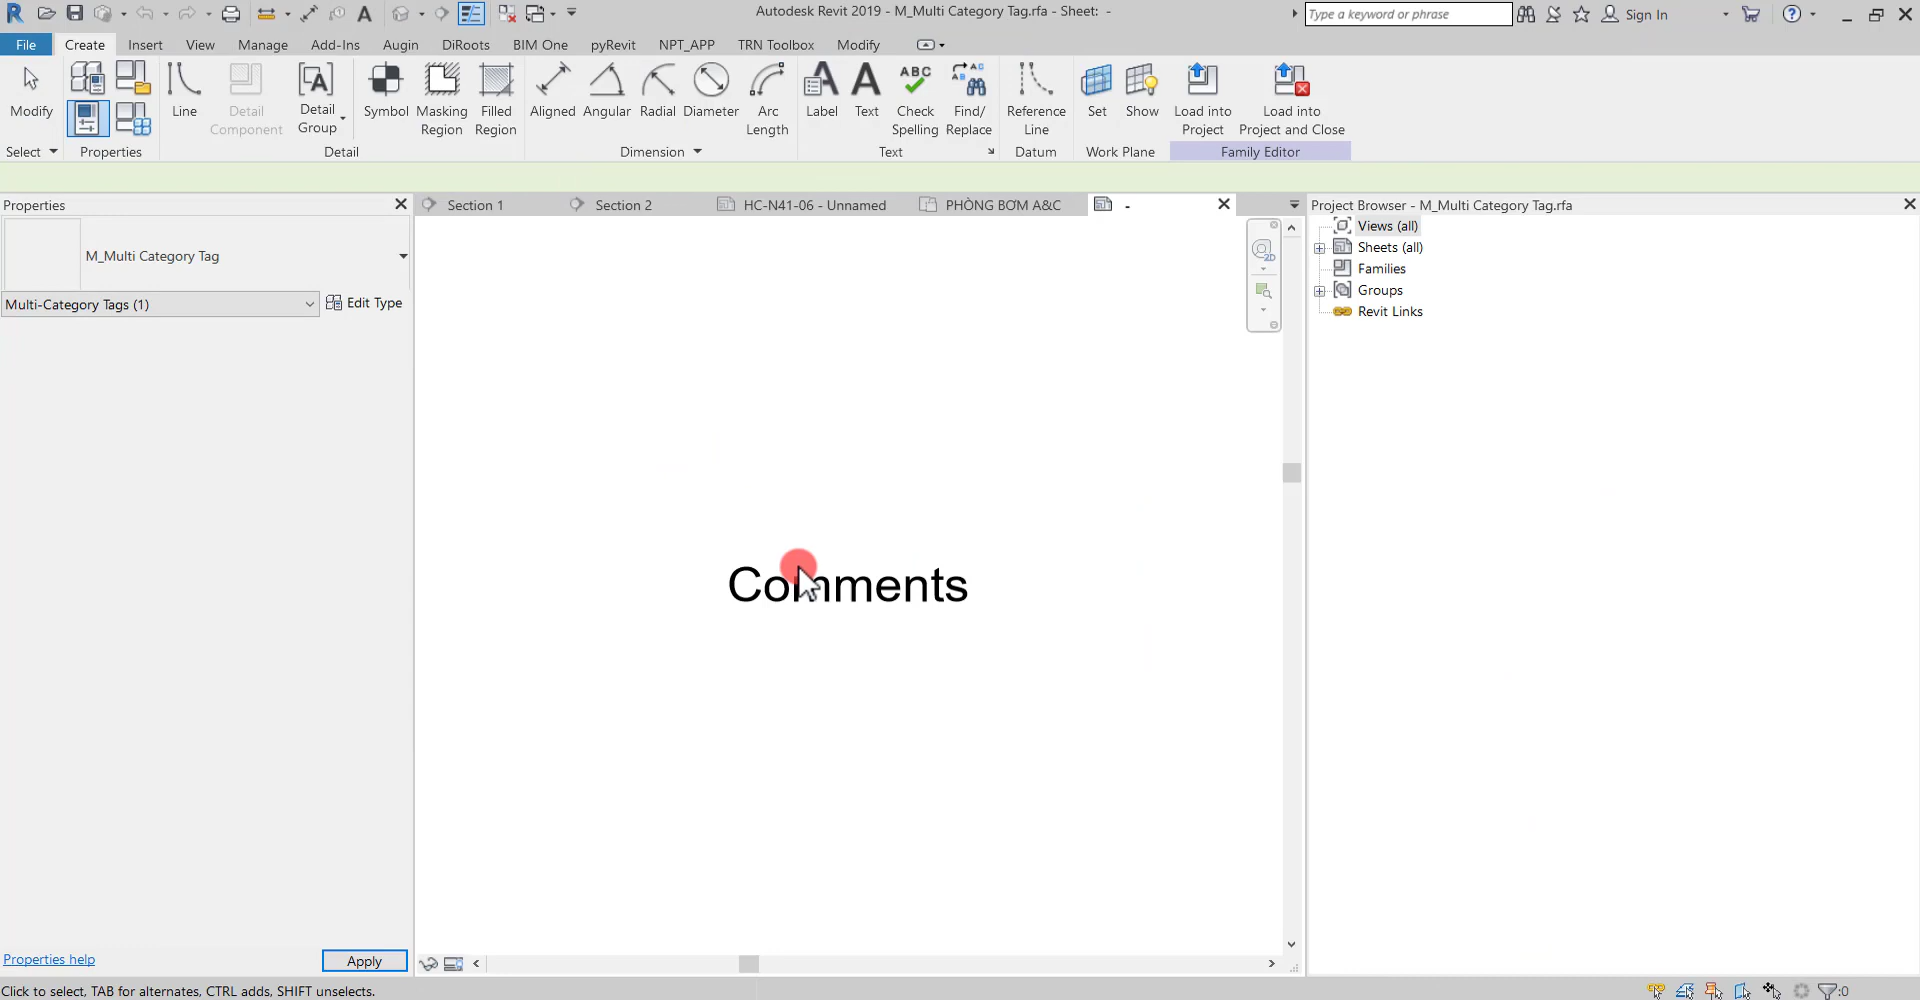 Autodesk Revit 2019 - M_Multi Category Tag.rfa - Sheet: -
Type a keyword or phrase
Sign In
File Create Insert View Manage Add-Ins Augin DiRoots BIM One pyRevit NPT_APP TRN Toolbox Modify
Modify
Line
Detail Component
Detail Group
Symbol
Masking Region
Filled Region
Aligned
Angular
Radial
Diameter
Arc Length
Label
Text
ABC
Check Spelling
Find/ Replace
Reference Line
Set
Show
Load into Project
Load into Project and Close
Select Properties Detail Dimension Text Datum Work Plane Family Editor
Properties
Section 1 Section 2 HC-N41-06 - Unnamed PHÒNG BƠM A&C -
Project Browser - M_Multi Category Tag.rfa
M_Multi Category Tag
Multi-Category Tags (1) Edit Type
Views (all)
Sheets (all)
Families
Groups
Revit Links
2D
Comments
Properties help Apply
Click to select, TAB for alternates, CTRL adds, SHIFT unselects.
:0